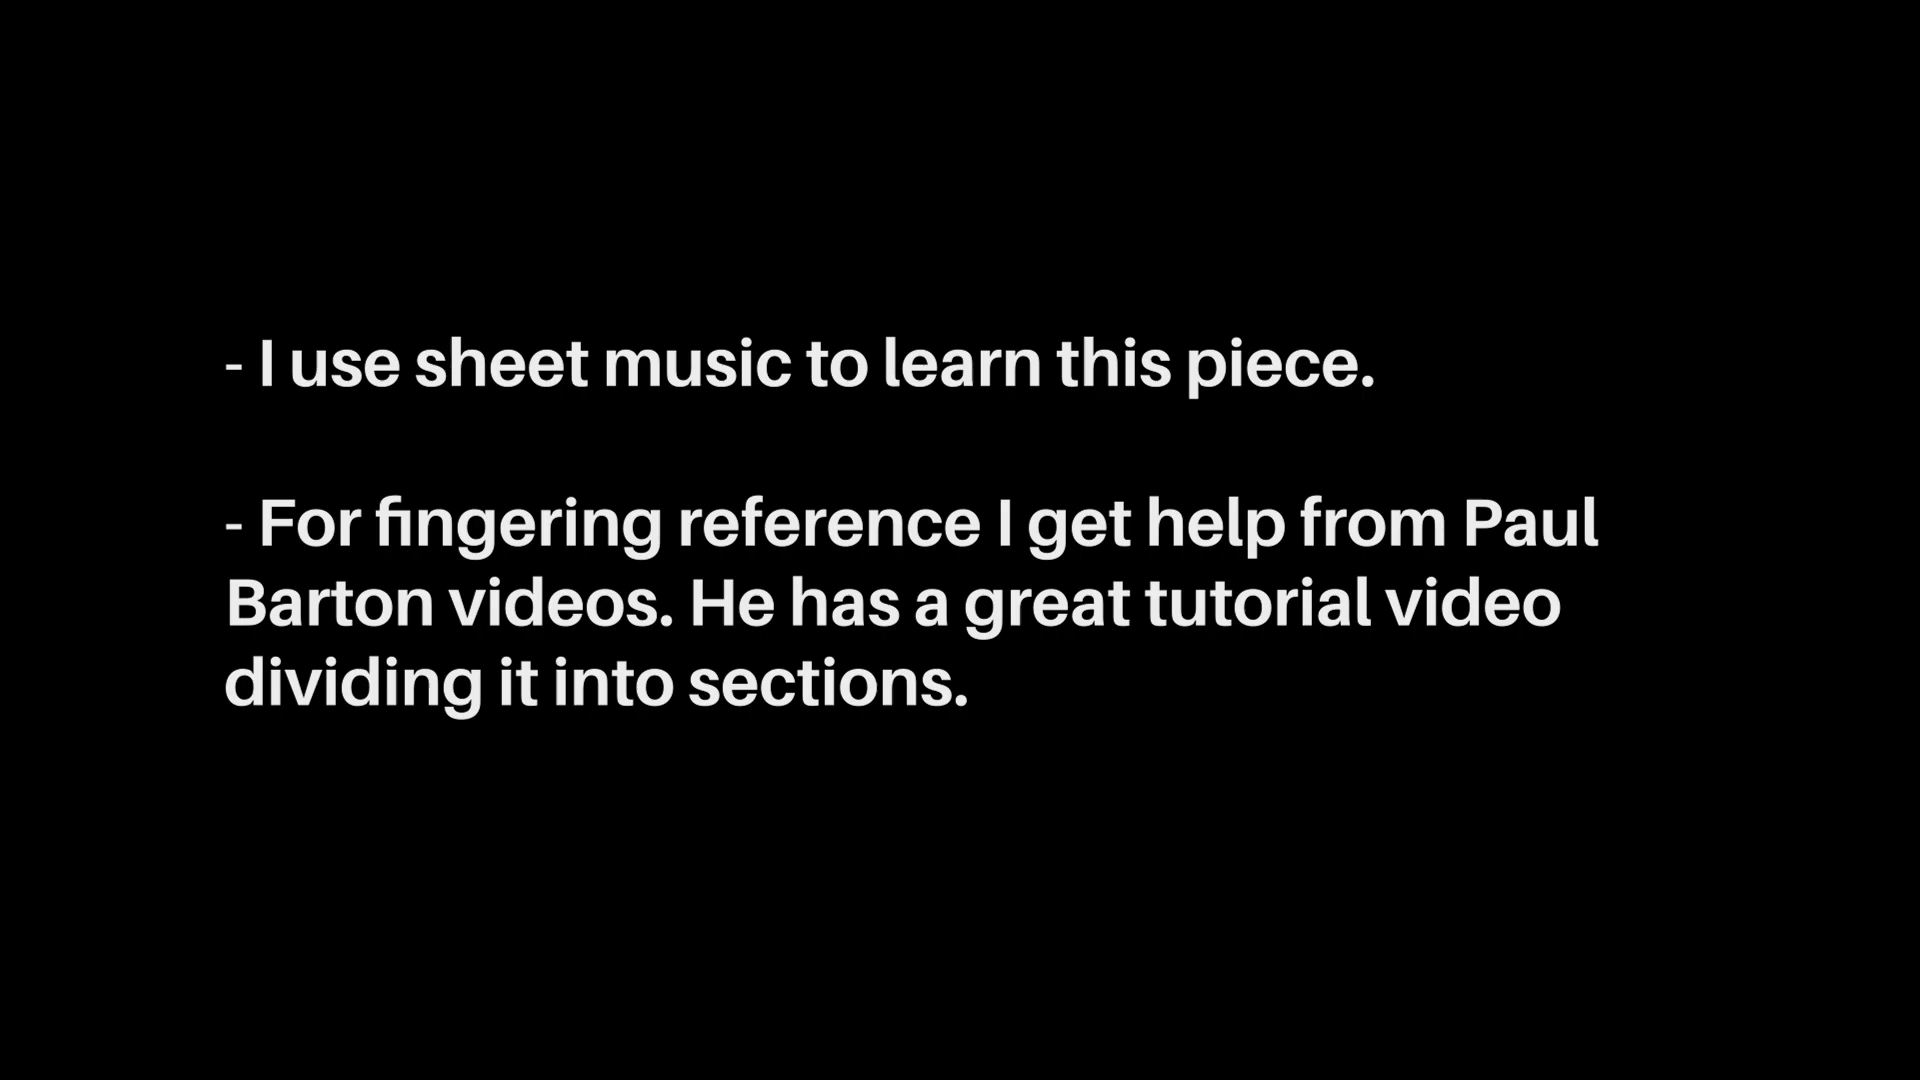 - I use sheet music to learn this piece.
- For fingering reference I get help from Paul
Barton videos. He has a great tutorial video
dividing it into sections.